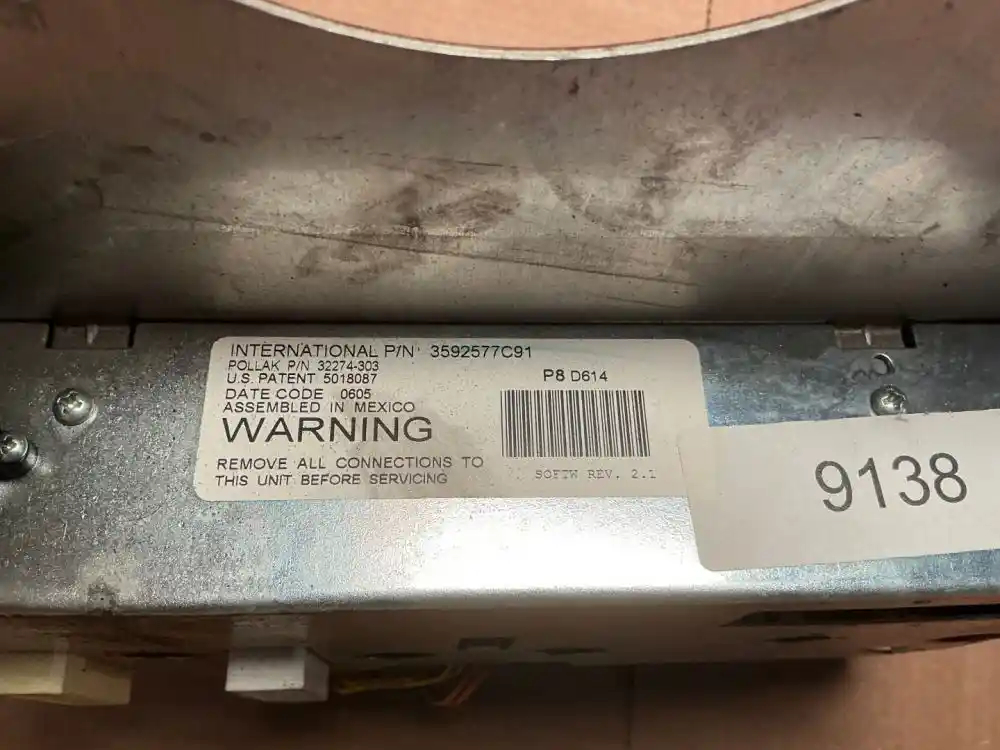 INTERNATIONAL P/N 3592577C91
POLLAK P/N 32274-303
U.S. PATENT 5018087
DATE CODE 0605
ASSEMBLED IN MEXICO
WARNING
REMOVE ALL CONNECTIONS TO
THIS UNIT BEFORE SERVICING
P8 D614
SOFTW REV. 2.1
9138